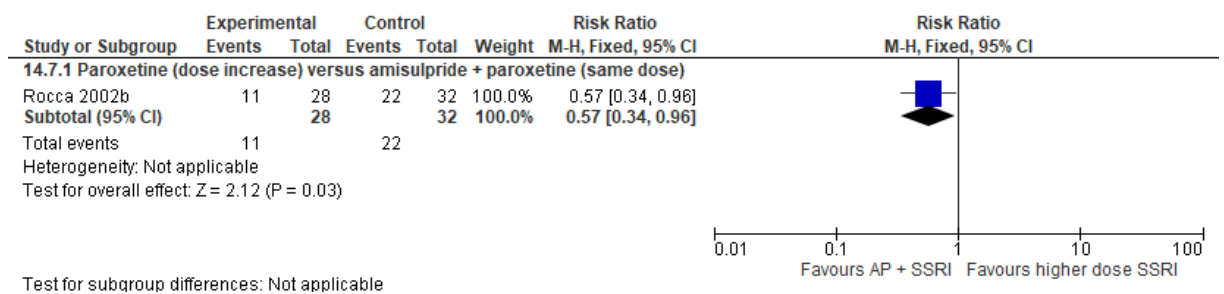 Experimental Control Risk Ratio Risk Ratio
Study or Subgroup Events Total Events Total Weight M-H, Fixed, 95% CI M-H, Fixed, 95% CI
14.7.1 Paroxetine (dose increase) versus amisulpride + paroxetine (same dose)
Rocca 2002b 11 28 22 32 100.0% 0.57 [0.34, 0.96]
Subtotal (95% CI) 28 32 100.0% 0.57 [0.34, 0.96]
Total events 11 22
Heterogeneity: Not applicable
Test for overall effect: Z = 2.12 (P = 0.03)
0.01 0.1 1 10 100
Favours AP + SSRI Favours higher dose SSRI
Test for subgroup differences: Not applicable